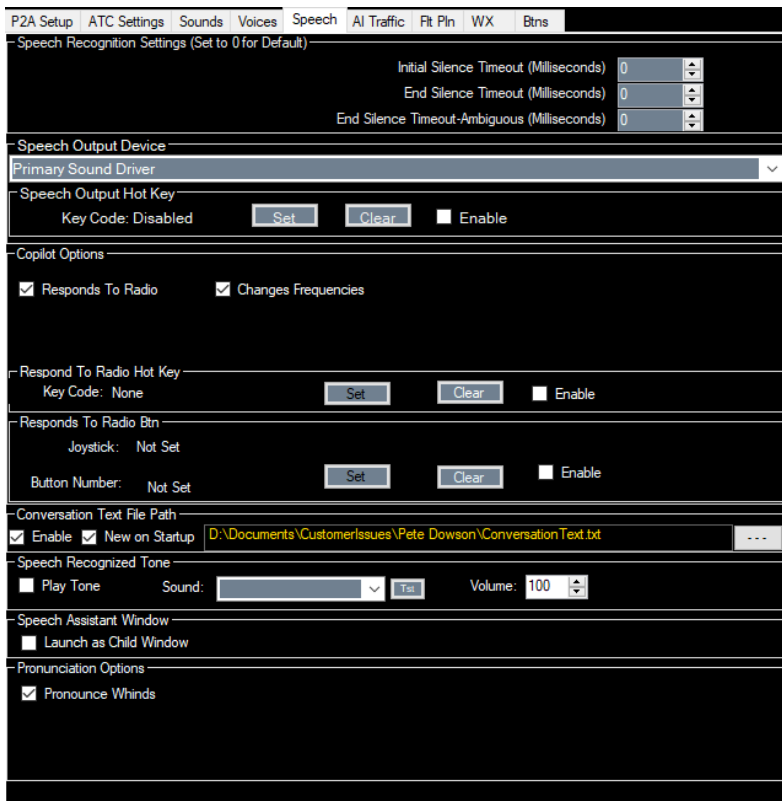 P2A Setup ATC Settings Sounds Voices Speech AI Traffic Flt Pln WX Btns
Speech Recognition Settings (Set to 0 for Default)
Initial Silence Timeout (Milliseconds) 0
End Silence Timeout (Milliseconds) 0
End Silence Timeout-Ambiguous (Milliseconds) 0
Speech Output Device
Primary Sound Driver
Speech Output Hot Key
Key Code: Disabled Set Clear Enable
Copilot Options
Responds To Radio Changes Frequencies
Respond To Radio Hot Key
Key Code: None Set Clear Enable
Responds To Radio Btn
Joystick: Not Set
Button Number: Not Set Set Clear Enable
Conversation Text File Path
Enable New on Startup D:\Documents\CustomerIssues\Pete Dowson\ConversationText.txt ...
Speech Recognized Tone
Play Tone Sound: Tst Volume: 100
Speech Assistant Window
Launch as Child Window
Pronunciation Options
Pronounce Whinds